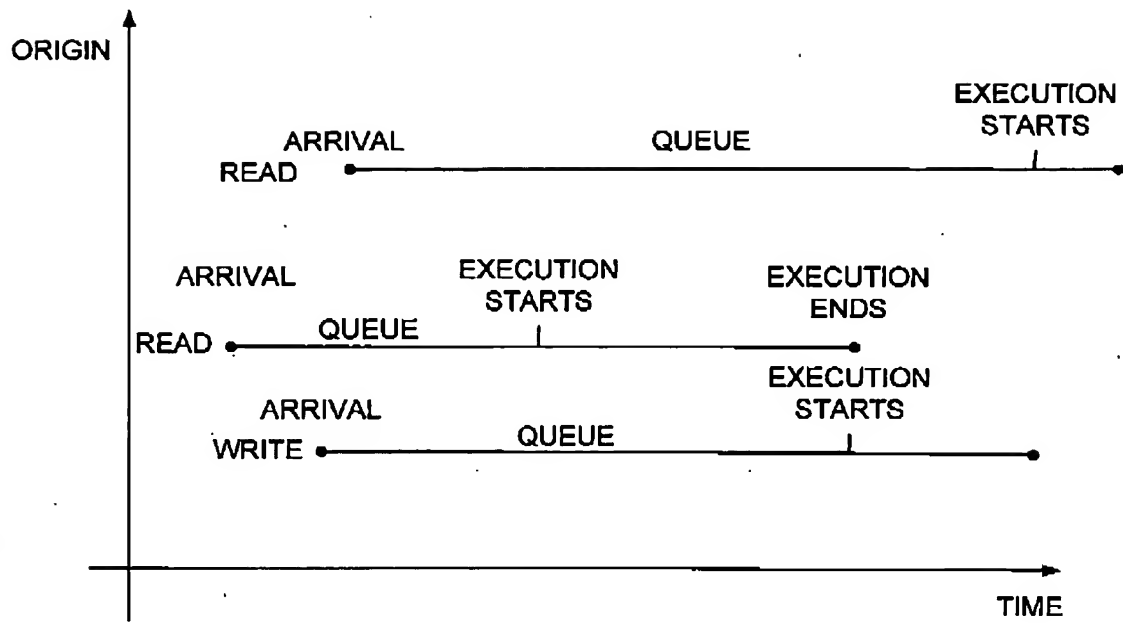 ORIGIN
EXECUTION
STARTS
ARRIVAL
QUEUE
READ
ARRIVAL
EXECUTION
STARTS
EXECUTION
ENDS
QUEUE
READ
EXECUTION
STARTS
ARRIVAL
QUEUE
WRITE
TIME